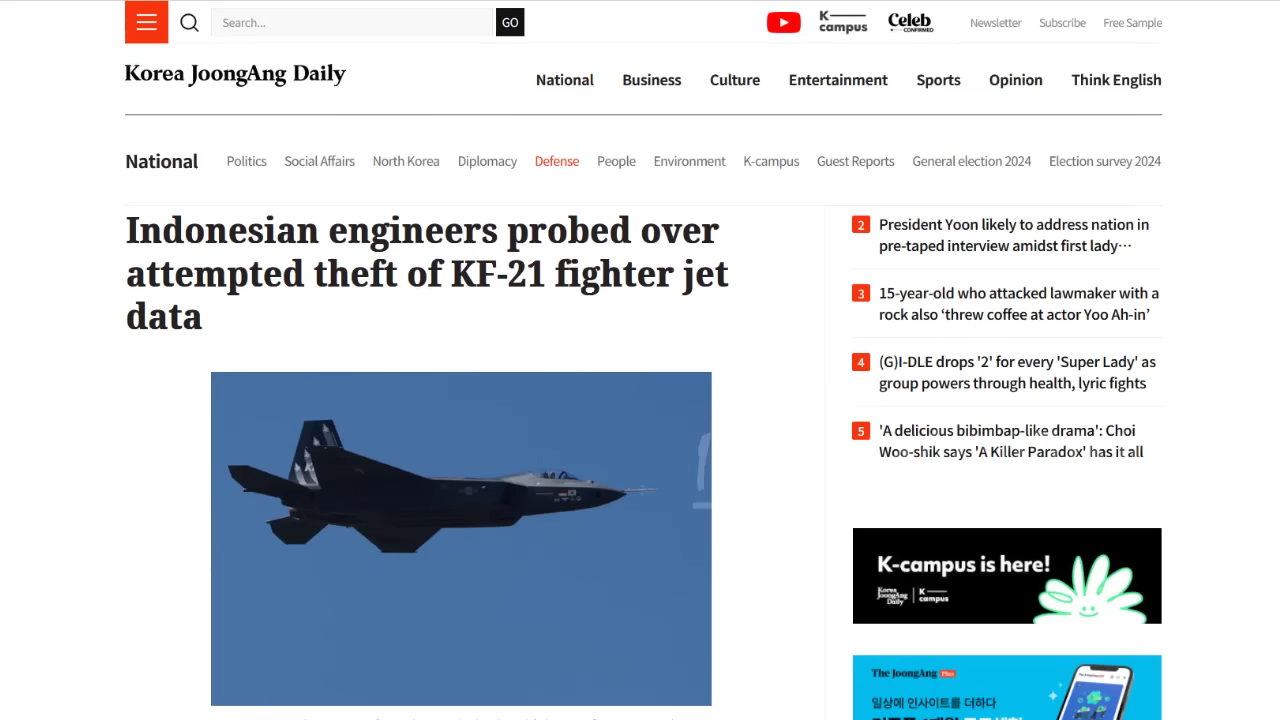 Search...
GO
K
campus
Celeb
CONFIRMED
Newsletter
Subscribe
Free Sample
Korea JoongAng Daily
National
Business
Culture
Entertainment
Sports
Opinion
Think English
National
Politics
Social Affairs
North Korea
Diplomacy
Defense
People
Environment
K-campus
Guest Reports
General election 2024
Election survey 2024
Indonesian engineers probed over
attempted theft of KF-21 fighter jet
data
2
President Yoon likely to address nation in
pre-taped interview amidst first lady···
3
15-year-old who attacked lawmaker with a
rock also ‘threw coffee at actor Yoo Ah-in’
4
(G)I-DLE drops '2' for every 'Super Lady' as
group powers through health, lyric fights
5
'A delicious bibimbap-like drama': Choi
Woo-shik says 'A Killer Paradox' has it all
K-campus is here!
Korea
JoongAng
Daily
K
campus
The JoongAng Plus
일상에 인사이트를 더하다